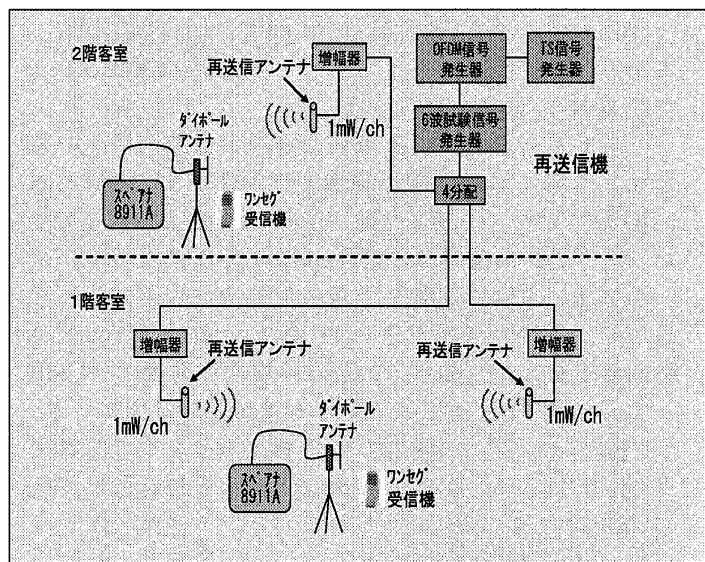 2階客室
増幅器
OFDM信号
発生器
TS信号
発生器
再送信アンテナ
1mW/ch
6波試験信号
発生器
再送信機
ﾀﾞｲﾎﾟｰﾙ
アンテナ
ｽﾍﾟｱﾅ
8911A
ﾜﾝｾｸﾞ
受信機
4分配
1階客室
増幅器
再送信アンテナ
1mW/ch
増幅器
再送信アンテナ
1mW/ch
ﾀﾞｲﾎﾟｰﾙ
アンテナ
ｽﾍﾟｱﾅ
8911A
ﾜﾝｾｸﾞ
受信機